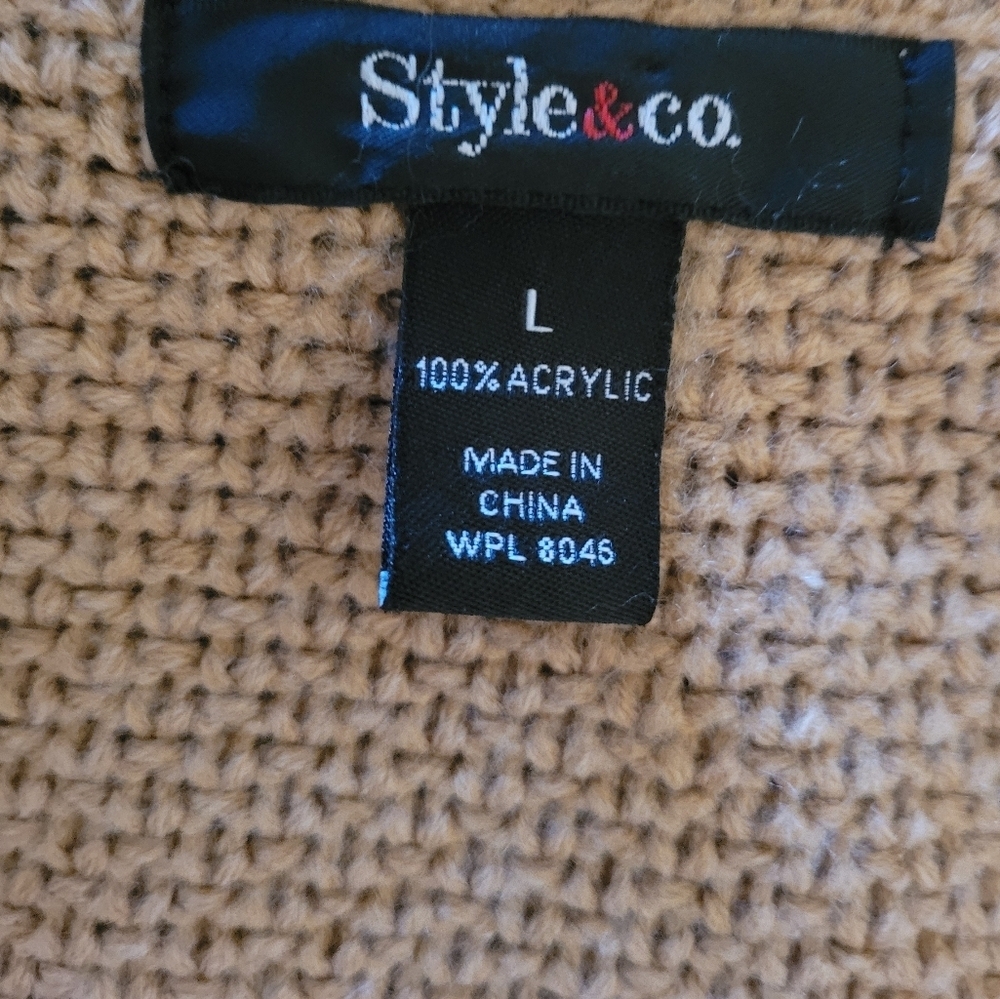 Style&co.
L
100% ACRYLIC
MADE IN
CHINA
WPL 8046